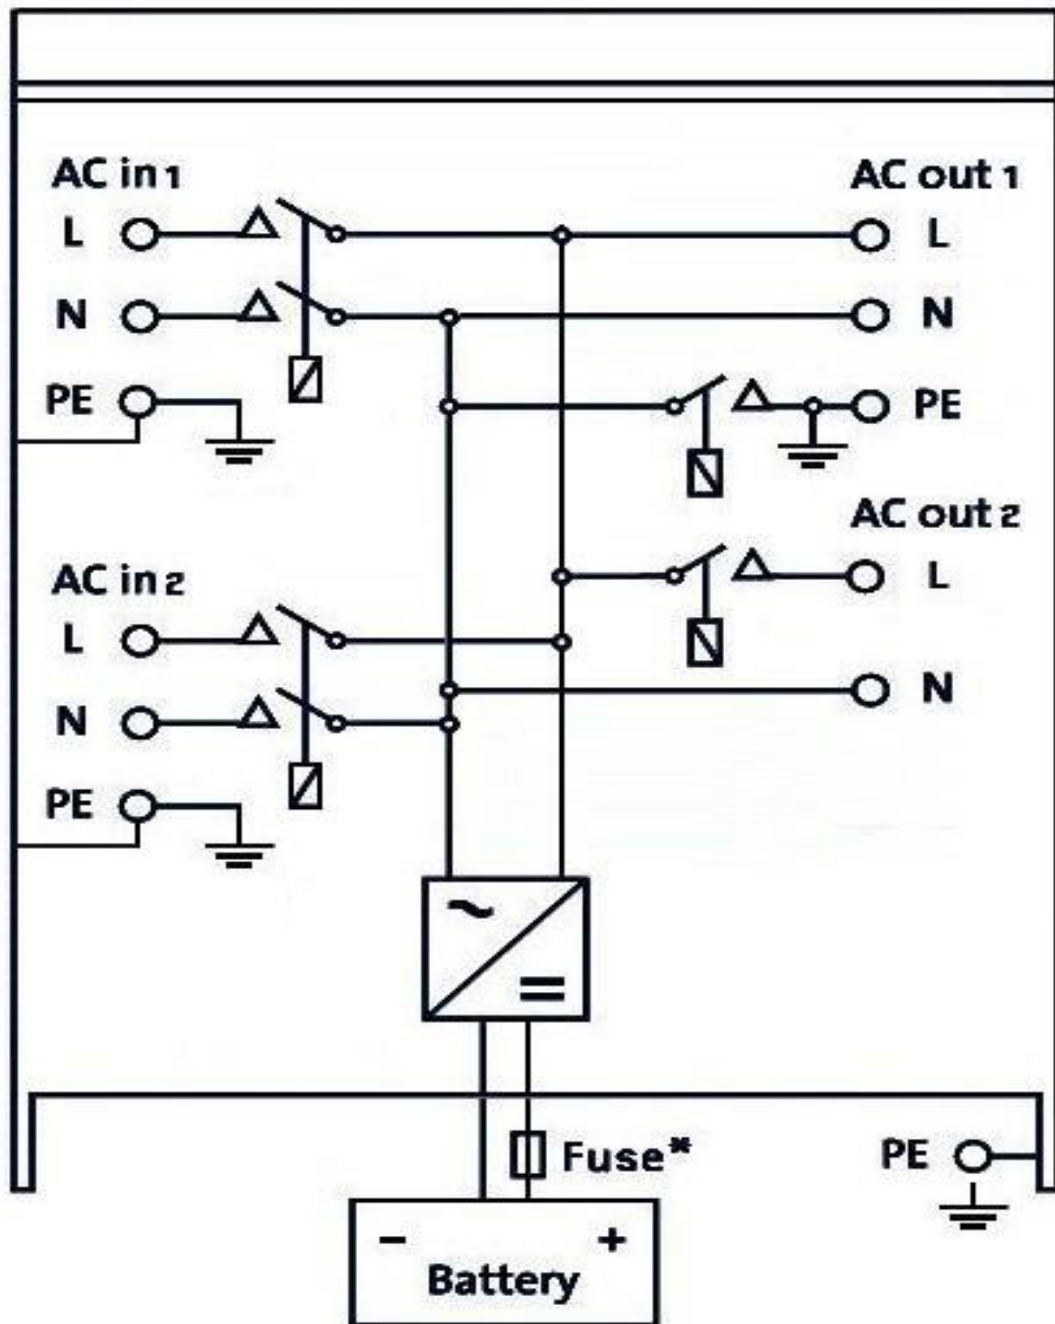 AC in 1
L
N
PE
AC out 1
L
N
PE
AC in 2
L
N
PE
AC out 2
L
N
Fuse*
PE
- +
Battery